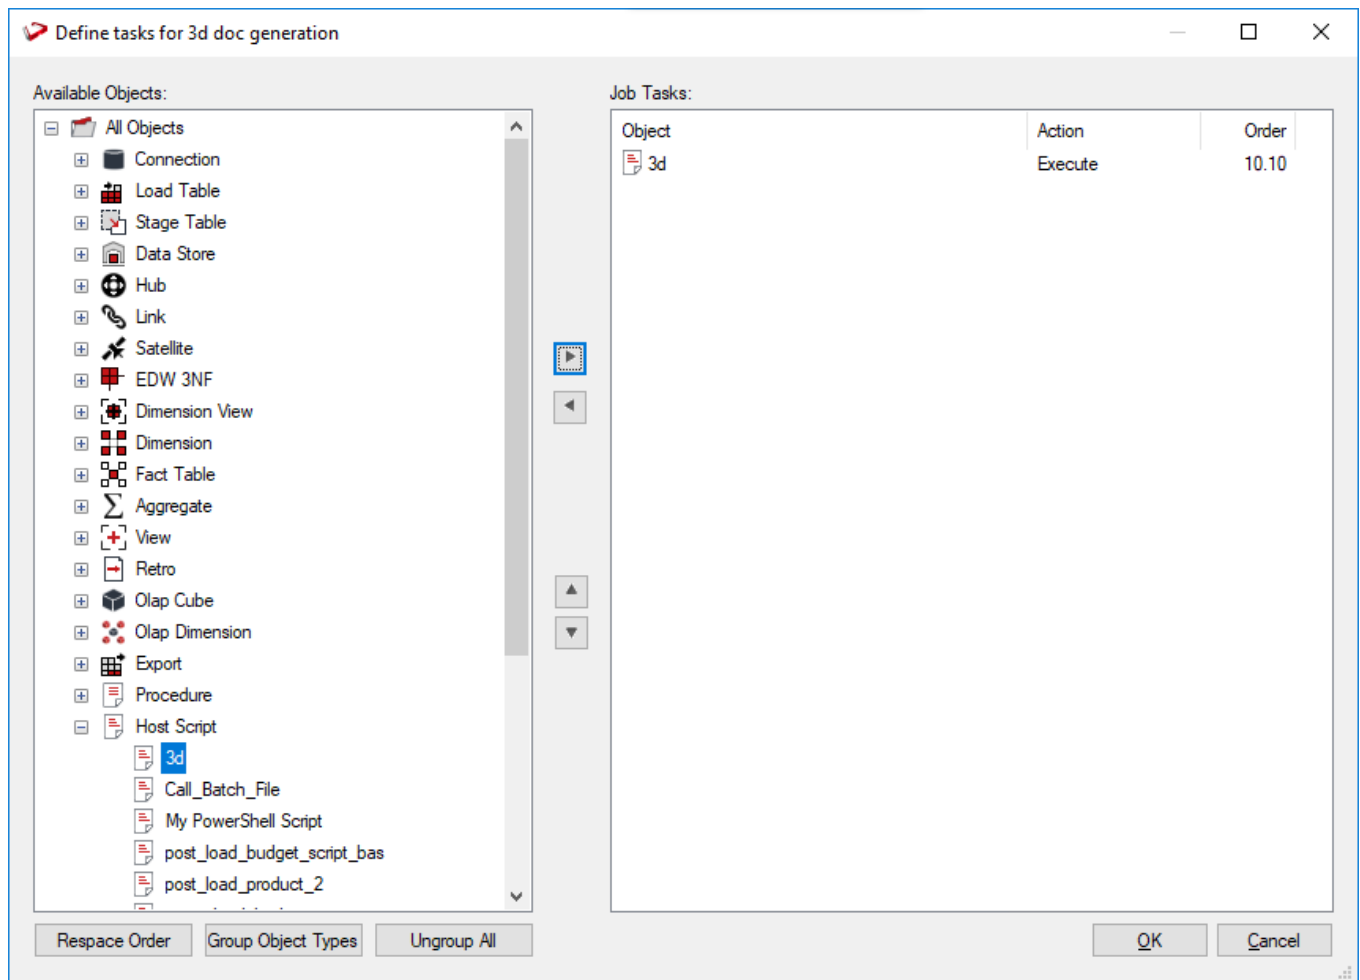 Define tasks for 3d doc generation
Available Objects:
All Objects
Connection
Load Table
Stage Table
Data Store
Hub
Link
Satellite
EDW 3NF
Dimension View
Dimension
Fact Table
Aggregate
View
Retro
Olap Cube
Olap Dimension
Export
Procedure
Host Script
3d
Call_Batch_File
My PowerShell Script
post_load_budget_script_bas
post_load_product_2
Respace Order
Group Object Types
Ungroup All
Job Tasks:
Object Action Order
3d Execute 10.10
OK
Cancel